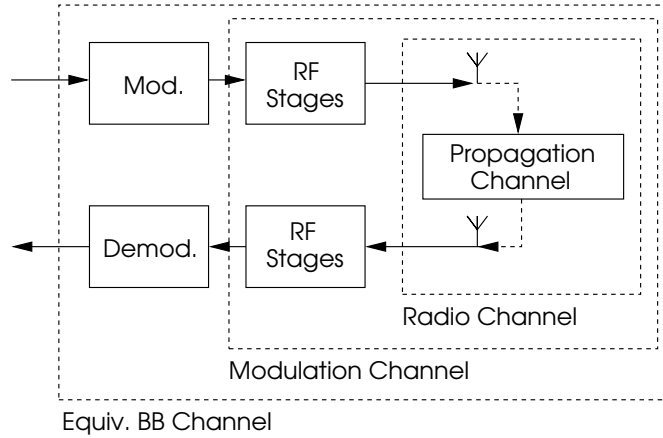 Mod.
RF
Stages
Propagation
Channel
Demod.
RF
Stages
Radio Channel
Modulation Channel
Equiv. BB Channel